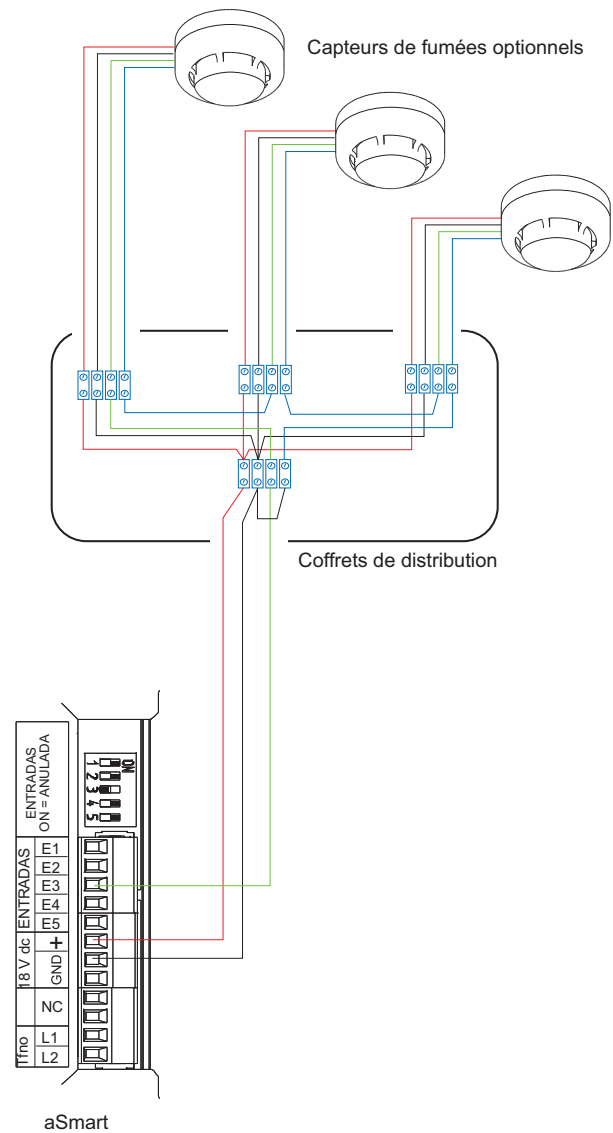 Capteurs de fumées optionnels
Coffrets de distribution
ENTRADAS
ON = ANULADA
ON
1
2
3
4
5
ENTRADAS
E1
E2
E3
E4
E5
18 V dc
+
GND
NC
Tfno
L1
L2
aSmart